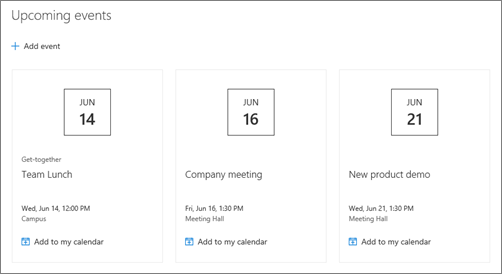 Upcoming events
Add event
JUN
14
Get-together
Team Lunch
Wed, Jun 14, 12:00 PM
Campus
Add to my calendar
JUN
16
Company meeting
Fri, Jun 16, 1:30 PM
Meeting Hall
Add to my calendar
JUN
21
New product demo
Wed, Jun 21, 1:30 PM
Meeting Hall
Add to my calendar